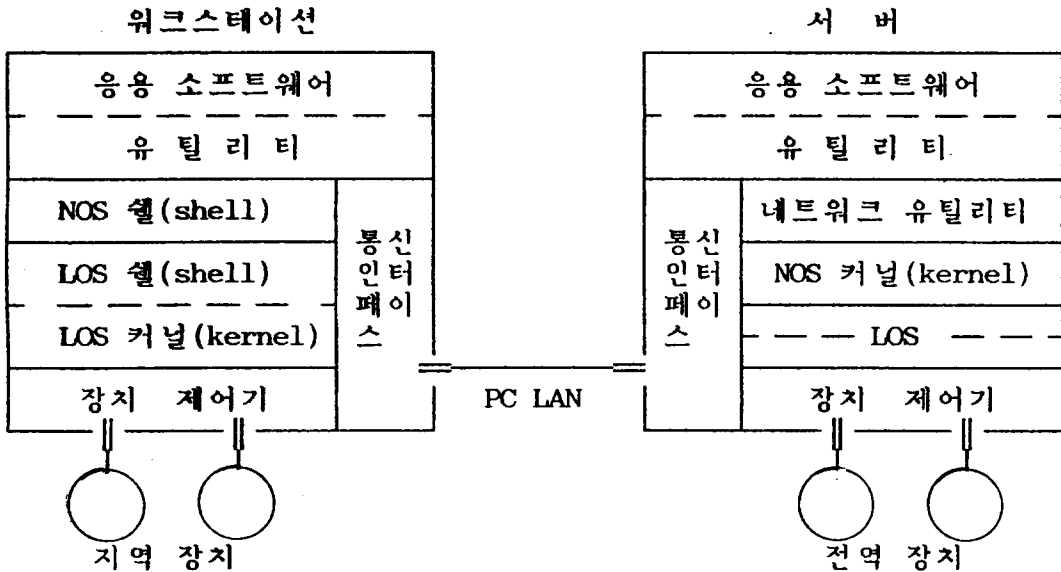 워크스테이션
응용 소프트웨어
유틸리티
NOS 쉘(shell)
LOS 쉘(shell)
LOS 커널(kernel)
장치 제어기
통신
인터
페이
스
지역 장치
PC LAN
서 버
응용 소프트웨어
유틸리티
통신
인터
페이
스
네트워크 유틸리티
NOS 커널(kernel)
LOS
장치 제어기
전역 장치